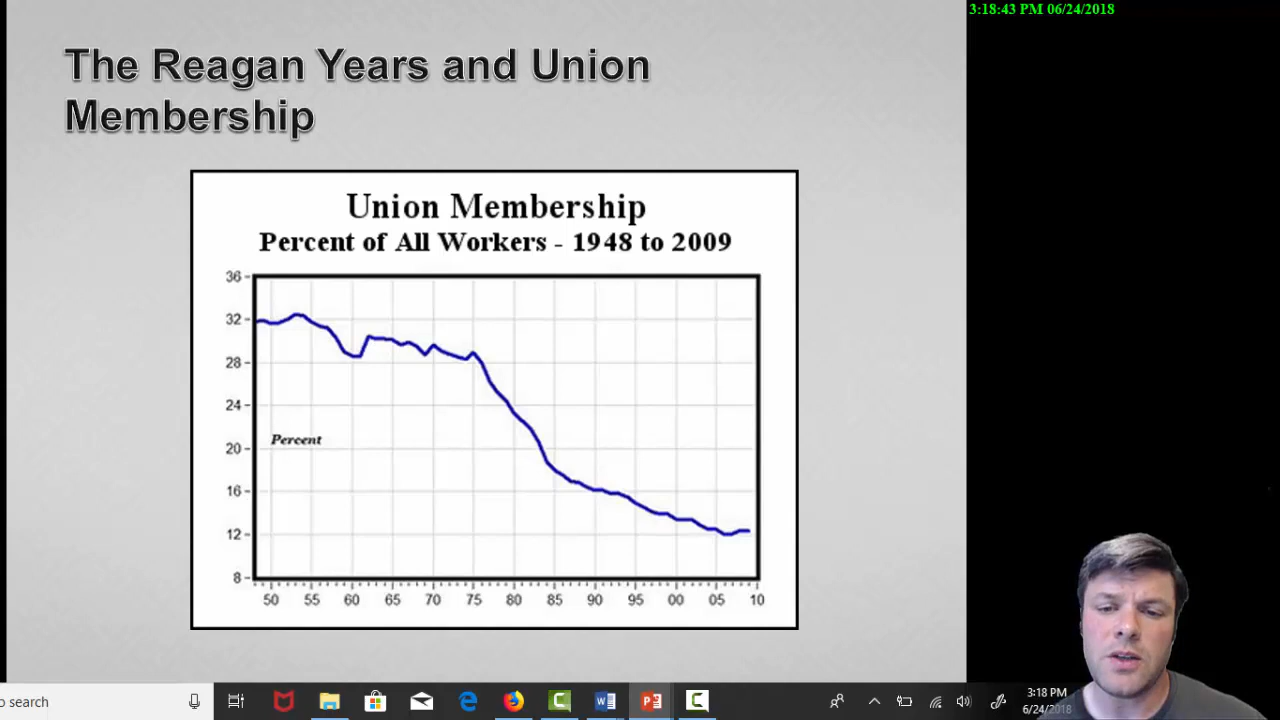 3:18:43 PM 06/24/2018
The Reagan Years and Union
Membership
Union Membership
Percent of All Workers - 1948 to 2009
36
32
28
24
20
16
12
8
Percent
50 55 60 65 70 75 80 85 90 95 00 05 10
o search
3:18 PM
6/24/2018